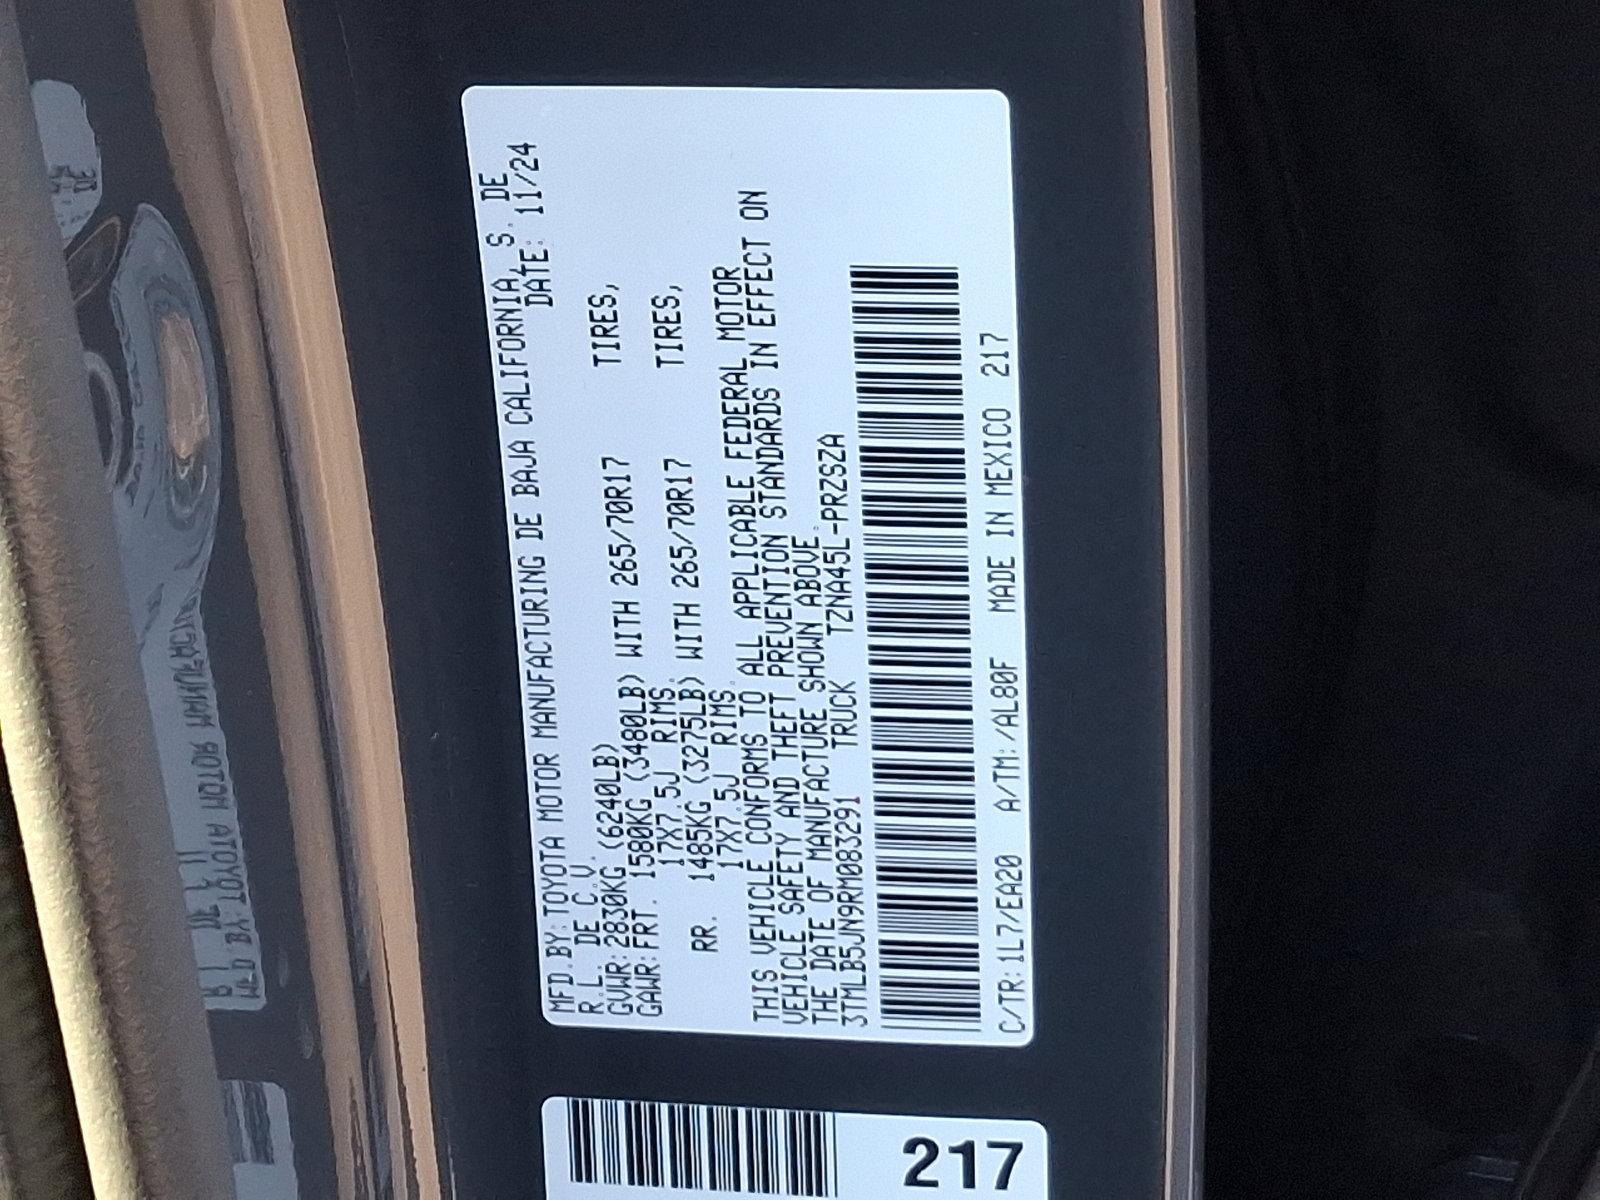 MFD.BY:TOYOTA MOTOR MANUFACTURING DE BAJA CALIFORNIA, S. DE
R.L. DE C.V. DATE: 11/24
GVWR:2830KG (6240LB)
GAWR:FRT. 1580KG (3480LB) WITH 265/70R17 TIRES,
17X7.5J RIMS.
RR. 1485KG (3275LB) WITH 265/70R17 TIRES,
17X7.5J RIMS.
THIS VEHICLE CONFORMS TO ALL APPLICABLE FEDERAL MOTOR
VEHICLE SAFETY AND THEFT PREVENTION STANDARDS IN EFFECT ON
THE DATE OF MANUFACTURE SHOWN ABOVE.
3TMLB5JN9RM083291 TRUCK TZNA45L-PRZSZA
C/TR:1L7/EA20 A/TM:/AL80F MADE IN MEXICO 217
217